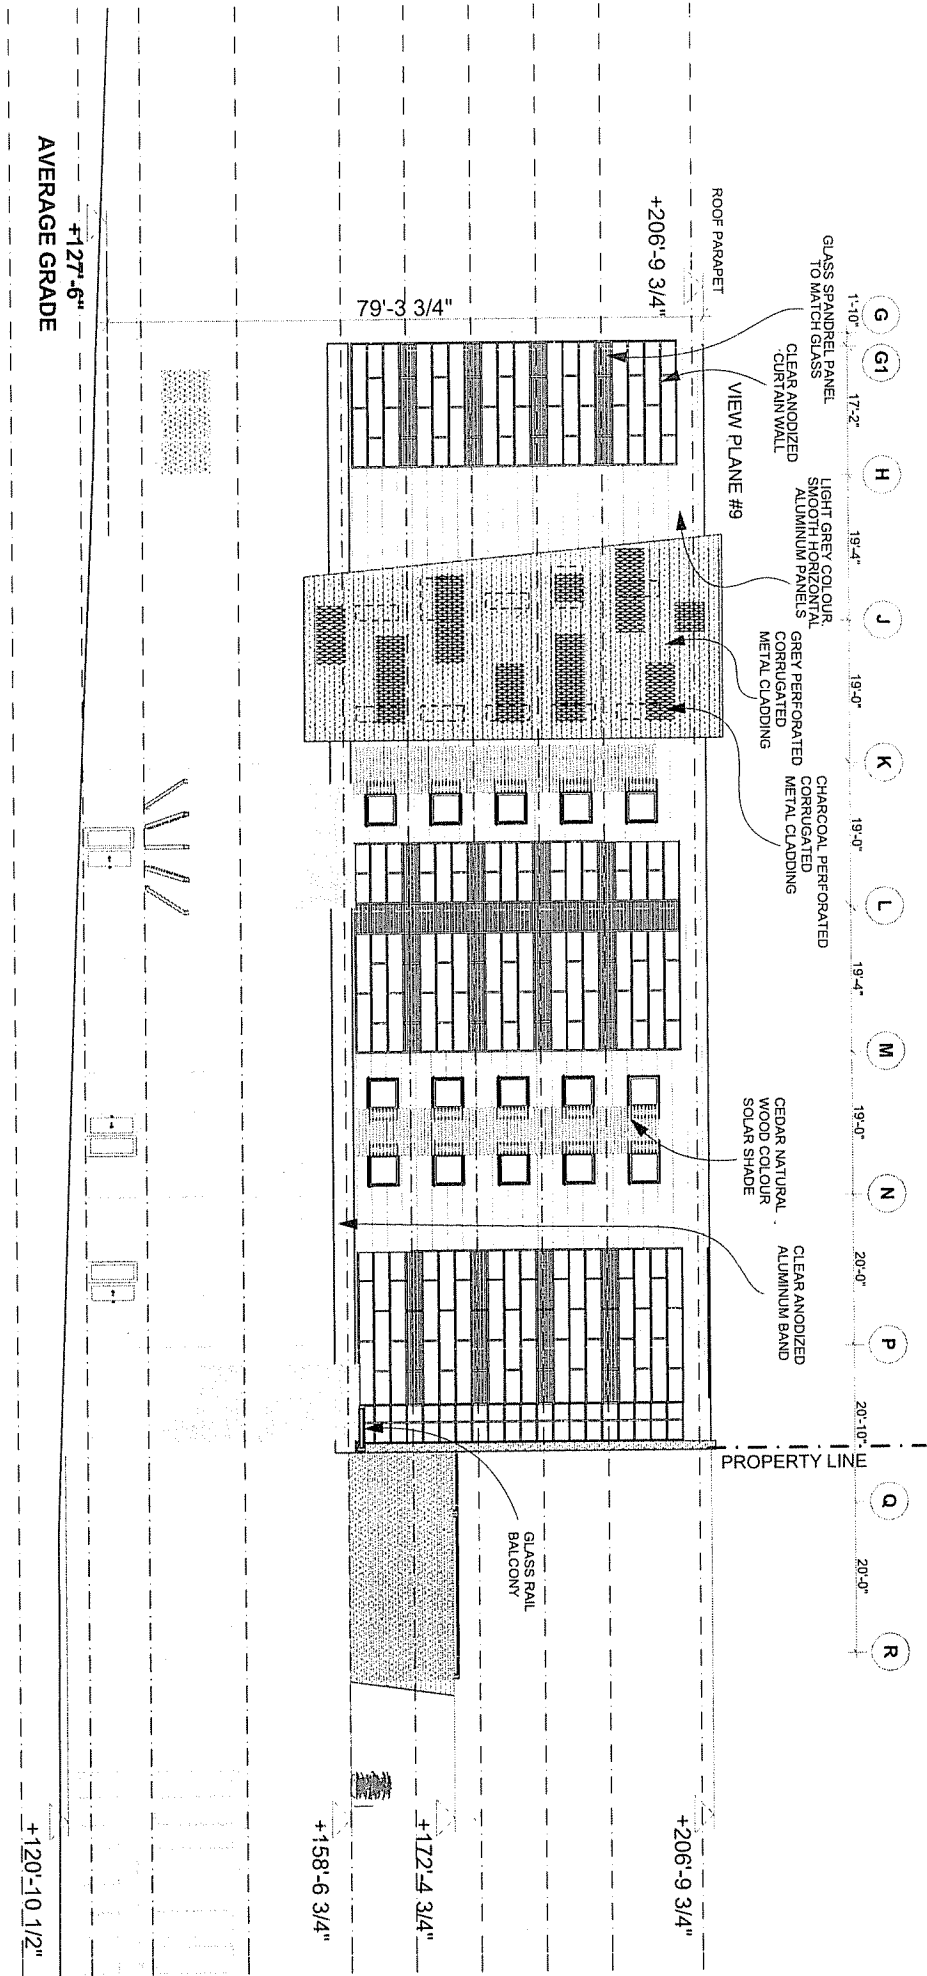 G
G1
H
J
K
L
M
N
P
Q
R
1'-10"
17'-2"
19'-4"
19'-0"
19'-0"
19'-4"
19'-0"
20'-0"
20'-10"
20'-0"
GLASS SPANDREL PANEL
TO MATCH GLASS
CLEAR ANODIZED
CURTAIN WALL
LIGHT GREY COLOUR,
SMOOTH HORIZONTAL
ALUMINUM PANELS
GREY PERFORATED
CORRUGATED
METAL CLADDING
CHARCOAL PERFORATED
CORRUGATED
METAL CLADDING
CEDAR NATURAL
WOOD COLOUR
SOLAR SHADE
CLEAR ANODIZED
ALUMINUM BAND
PROPERTY LINE
ROOF PARAPET
+206'-9 3/4"
VIEW PLANE #9
79'-3 3/4"
GLASS RAIL
BALCONY
+206'-9 3/4"
+172'-4 3/4"
+158'-6 3/4"
+127'-6"
AVERAGE GRADE
+120'-10 1/2"